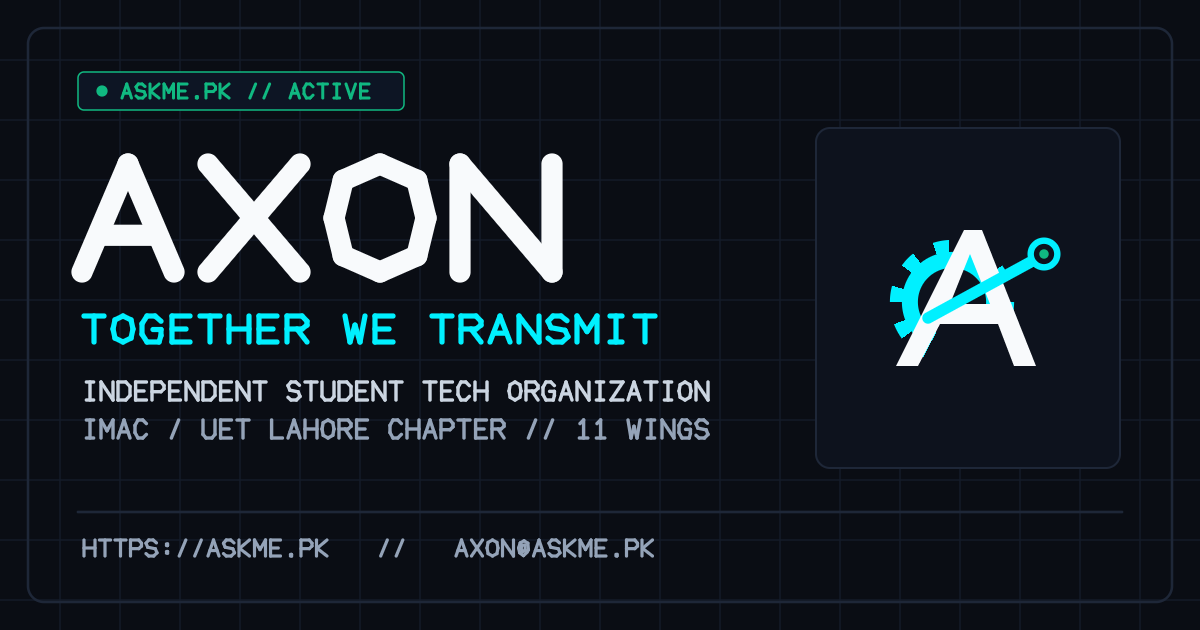 ASKME.PK // ACTIVE
AXON
TOGETHER WE TRANSMIT
INDEPENDENT STUDENT TECH ORGANIZATION
IMAC / UET LAHORE CHAPTER // 11 WINGS
A
HTTPS://ASKME.PK // AXON@ASKME.PK